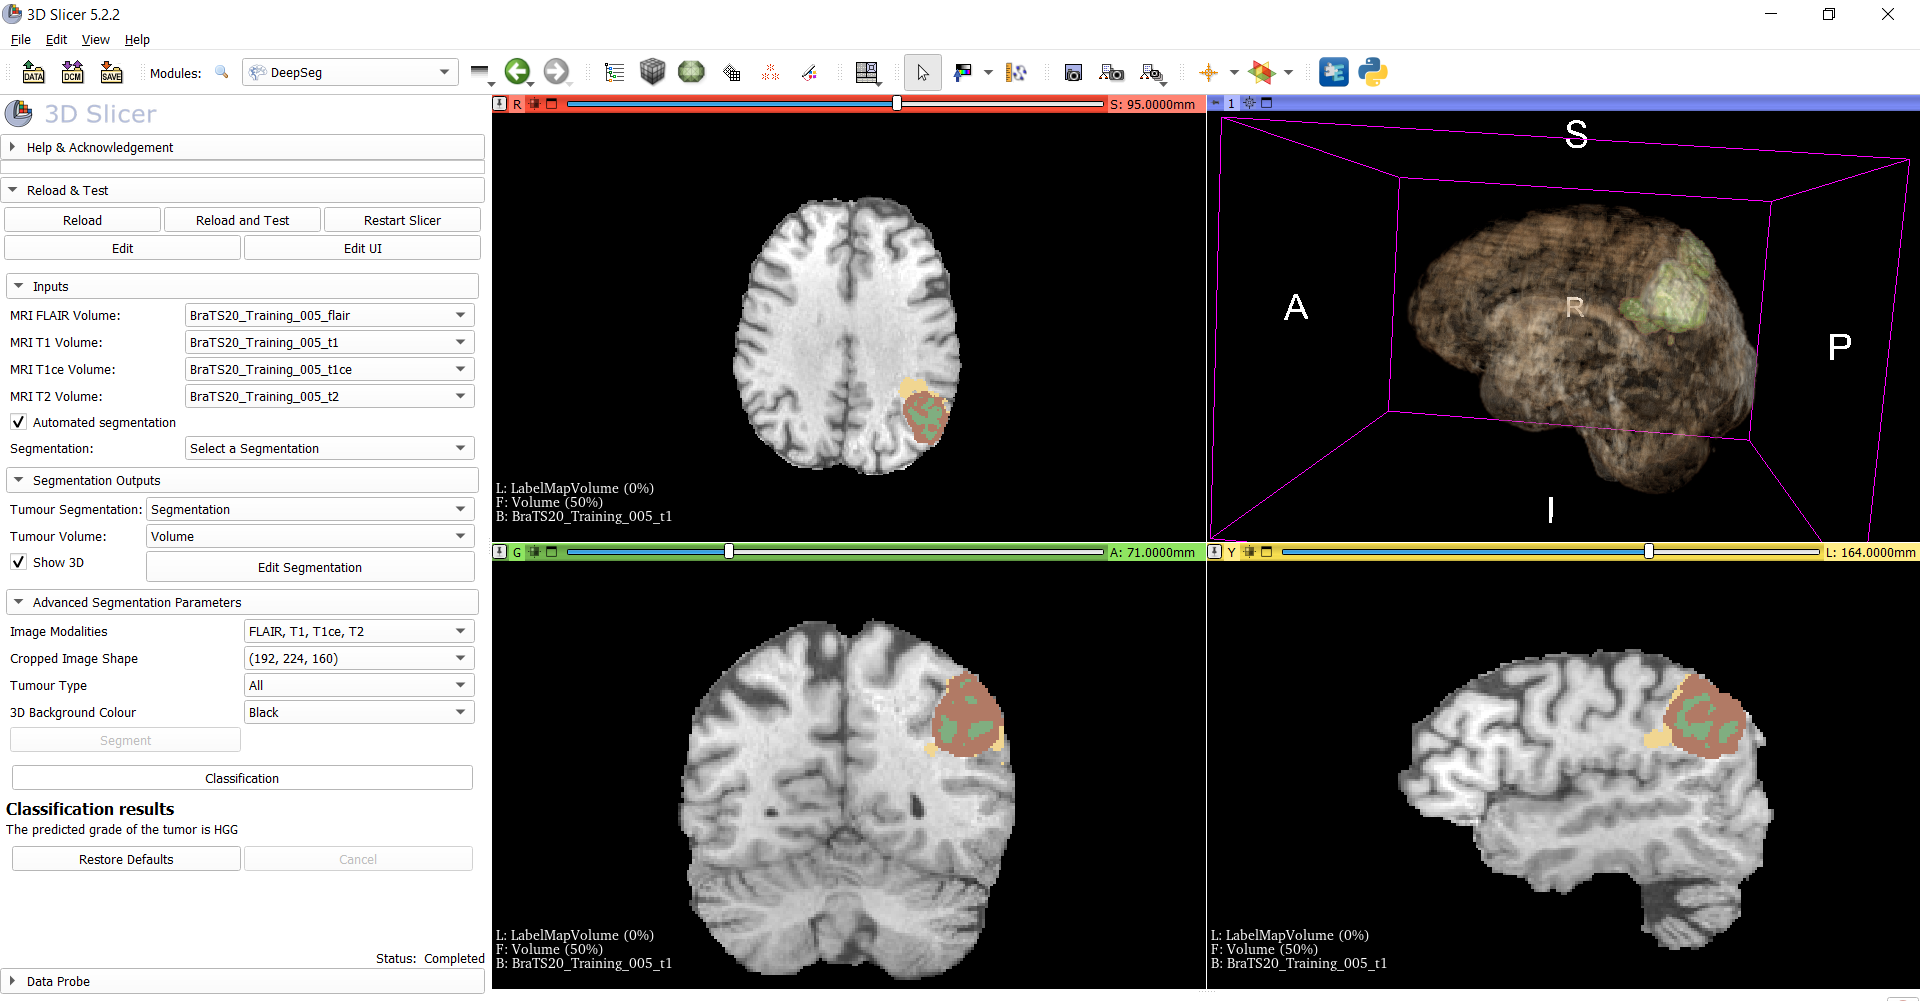 3D Slicer 5.2.2
File Edit View Help
DATA DCM SAVE Modules: DeepSeg
3D Slicer
Help & Acknowledgement
Reload & Test
Reload Reload and Test Restart Slicer
Edit Edit UI
Inputs
MRI FLAIR Volume: BraTS20_Training_005_flair
MRI T1 Volume: BraTS20_Training_005_t1
MRI T1ce Volume: BraTS20_Training_005_t1ce
MRI T2 Volume: BraTS20_Training_005_t2
Automated segmentation
Segmentation: Select a Segmentation
Segmentation Outputs
Tumour Segmentation: Segmentation
Tumour Volume: Volume
Show 3D Edit Segmentation
Advanced Segmentation Parameters
Image Modalities FLAIR, T1, T1ce, T2
Cropped Image Shape (192, 224, 160)
Tumour Type All
3D Background Colour Black
Segment
Classification
Classification results
The predicted grade of the tumor is HGG
Restore Defaults Cancel
Status: Completed
Data Probe
R S: 95.0000mm
L: LabelMapVolume (0%)
F: Volume (50%)
B: BraTS20_Training_005_t1
1
S
A
R
P
I
G A: 71.0000mm
L: LabelMapVolume (0%)
F: Volume (50%)
B: BraTS20_Training_005_t1
Y L: 164.0000mm
L: LabelMapVolume (0%)
F: Volume (50%)
B: BraTS20_Training_005_t1